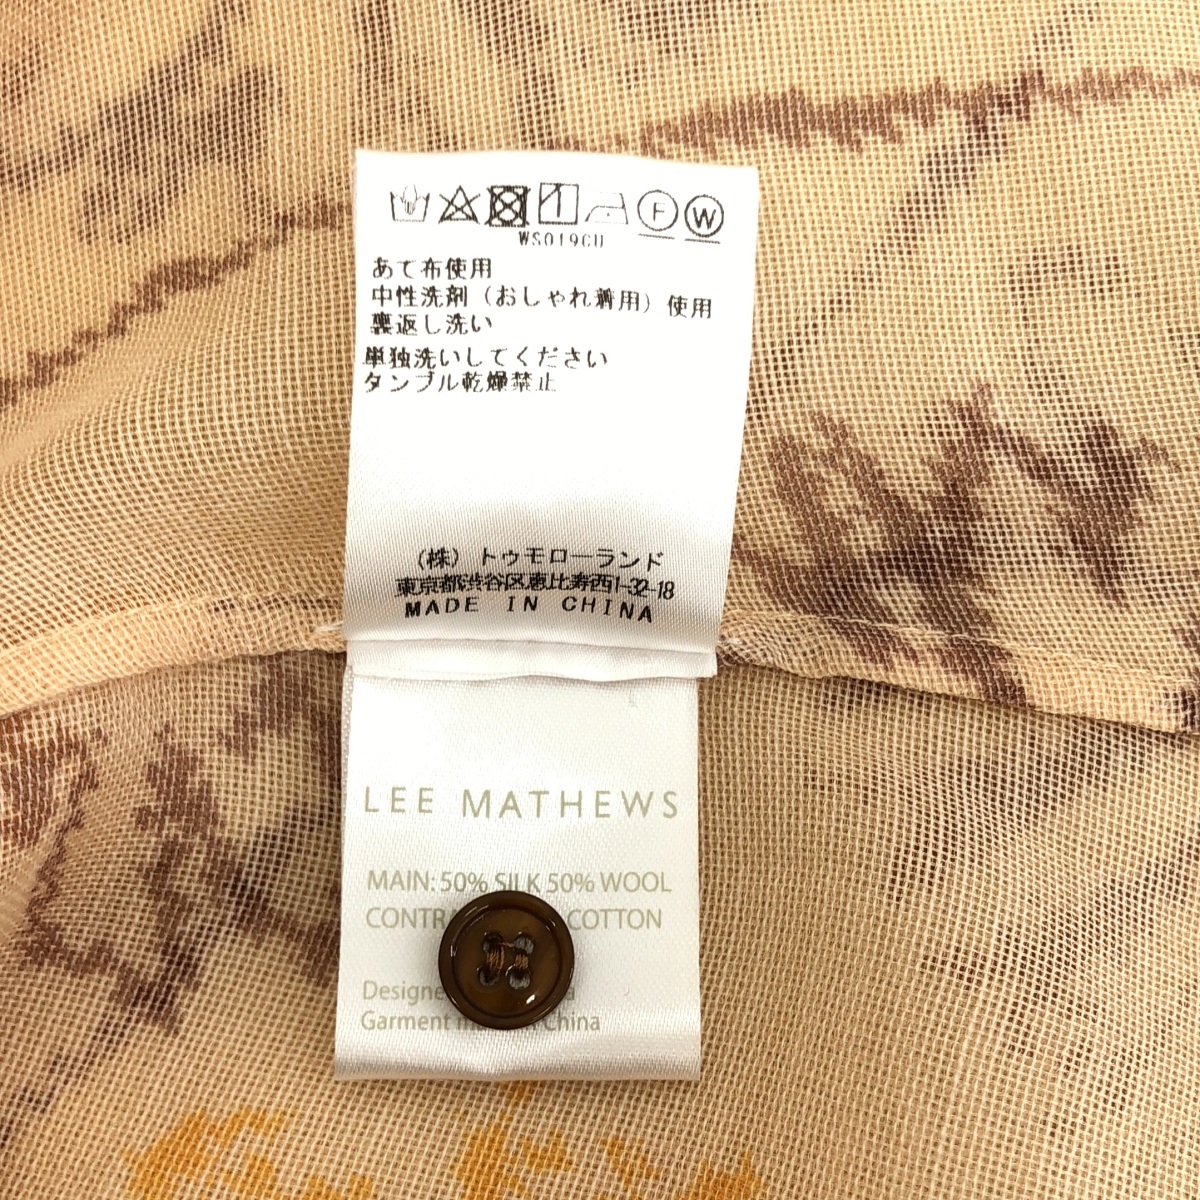 F W
WS019CU
あて布使用
中性洗剤（おしゃれ着用）使用
裏返し洗い
単独洗いしてください
タンブル乾燥禁止
（株）トゥモローランド
東京都渋谷区恵比寿西1-32-18
MADE IN CHINA
LEE MATHEWS
MAIN: 50% SILK 50% WOOL
COTTON
Garment China